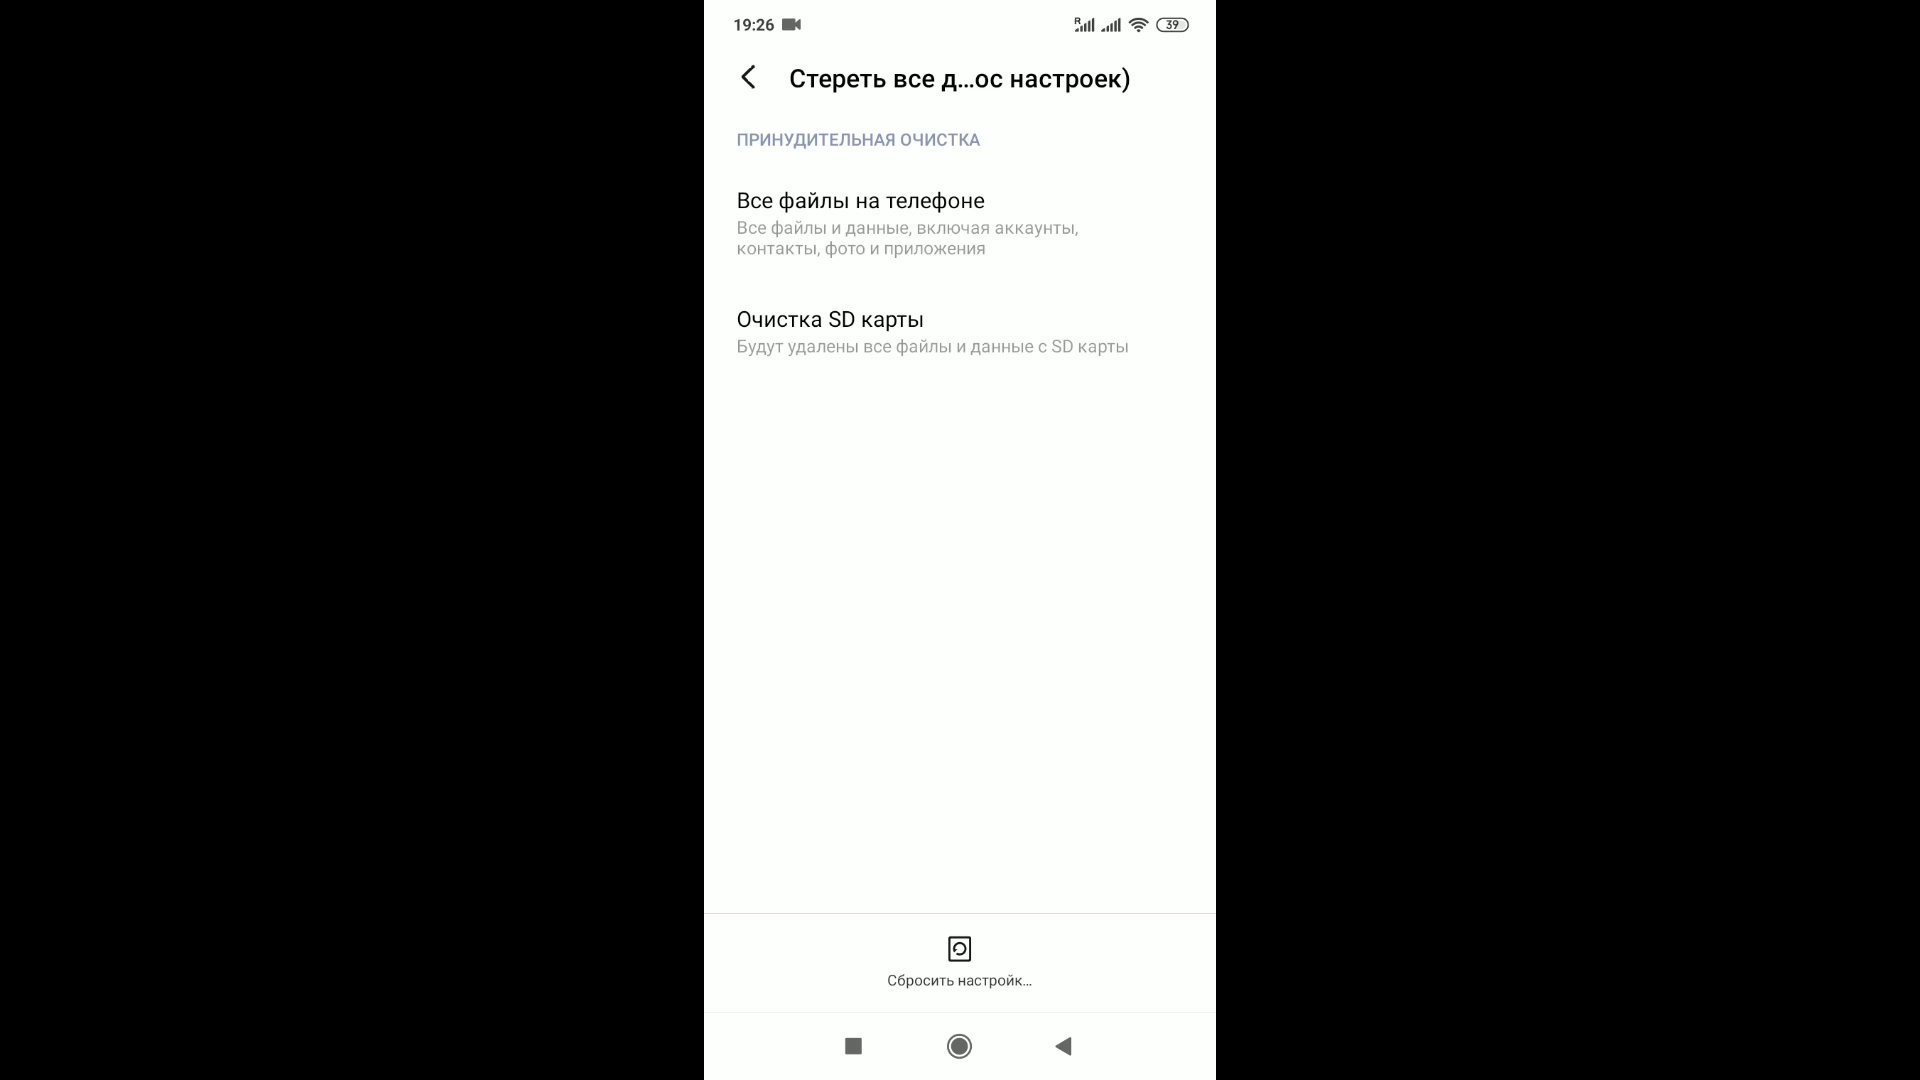 19:26
R
39
Стереть все д...ос настроек)
ПРИНУДИТЕЛЬНАЯ ОЧИСТКА
Все файлы на телефоне
Все файлы и данные, включая аккаунты,
контакты, фото и приложения
Очистка SD карты
Будут удалены все файлы и данные с SD карты
Сбросить настройк...